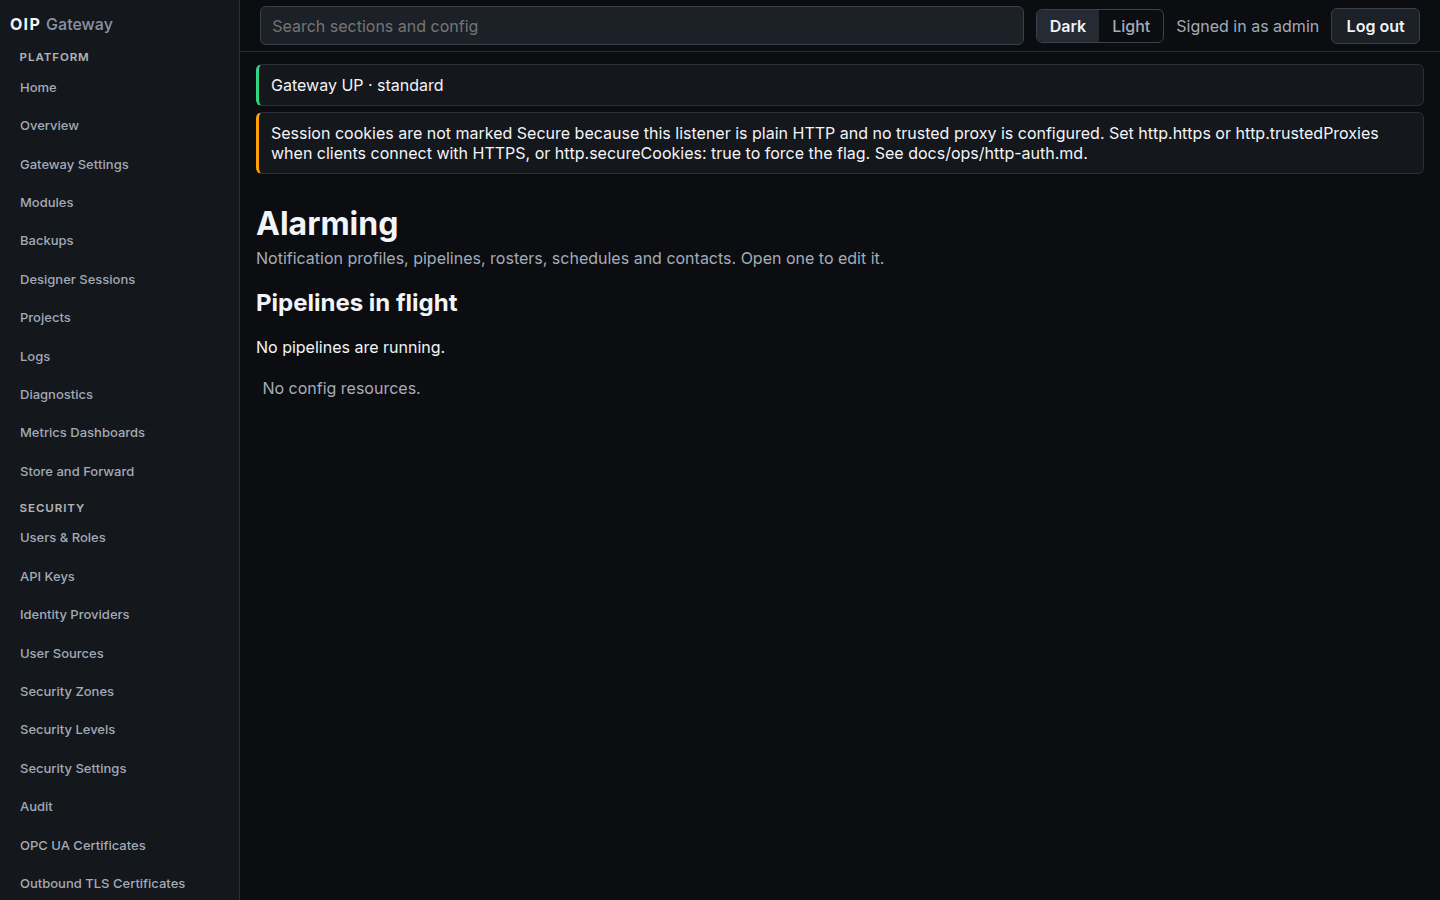 OIP Gateway
PLATFORM
Home
Overview
Gateway Settings
Modules
Backups
Designer Sessions
Projects
Logs
Diagnostics
Metrics Dashboards
Store and Forward
SECURITY
Users & Roles
API Keys
Identity Providers
User Sources
Security Zones
Security Levels
Security Settings
Audit
OPC UA Certificates
Outbound TLS Certificates
Search sections and config
Dark Light Signed in as admin Log out
Gateway UP · standard
Session cookies are not marked Secure because this listener is plain HTTP and no trusted proxy is configured. Set http.https or http.trustedProxies
when clients connect with HTTPS, or http.secureCookies: true to force the flag. See docs/ops/http-auth.md.
Alarming
Notification profiles, pipelines, rosters, schedules and contacts. Open one to edit it.
Pipelines in flight
No pipelines are running.
No config resources.